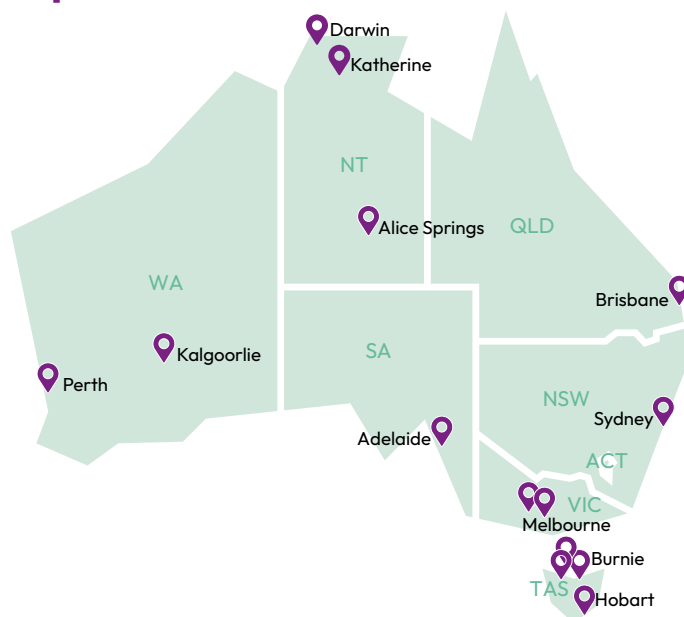 Darwin
Katherine
NT
Alice Springs
QLD
WA
Brisbane
Kalgoorlie
SA
Perth
NSW
Sydney
Adelaide
ACT
VIC
Melbourne
Burnie
TAS
Hobart